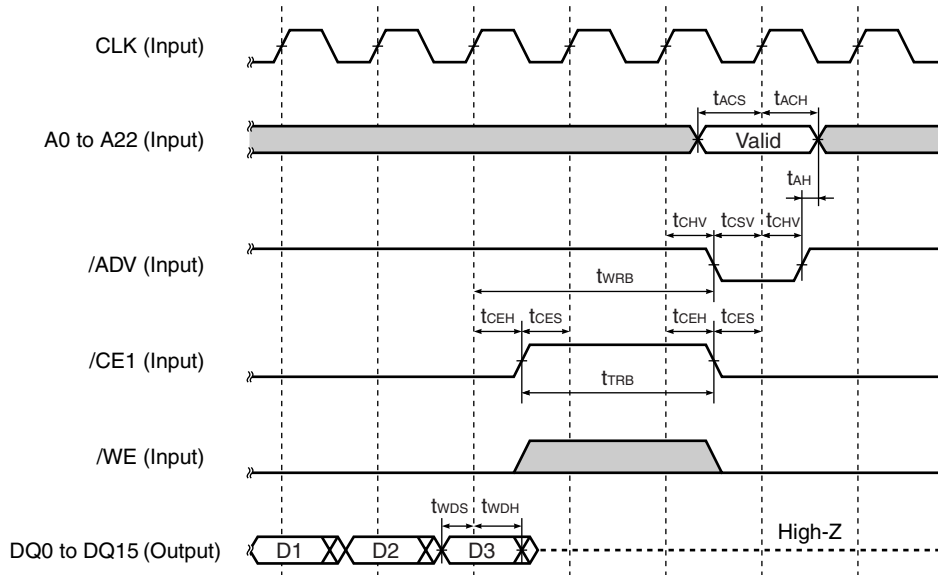 CLK (Input)
tACS tACH
A0 to A22 (Input)
Valid
tAH
tCHV tCSV tCHV
/ADV (Input)
tWRB
tCEH tCES tCEH tCES
/CE1 (Input)
tTRB
/WE (Input)
tWDS tWDH
High-Z
DQ0 to DQ15 (Output)
D1 D2 D3